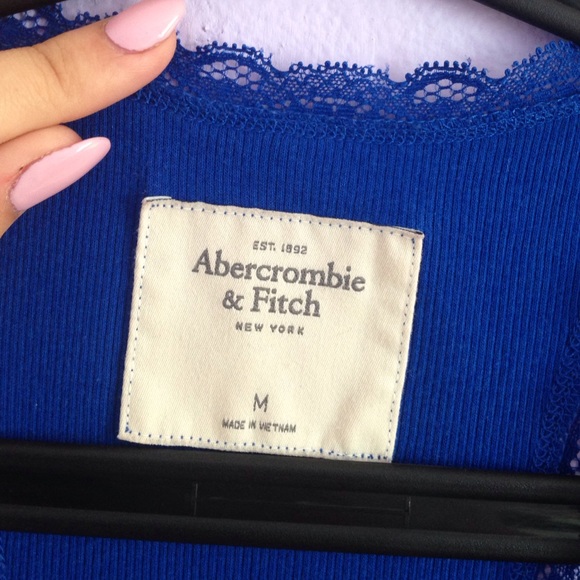 EST. 1892
Abercrombie
& Fitch
NEW YORK
M
MADE IN VIETNAM